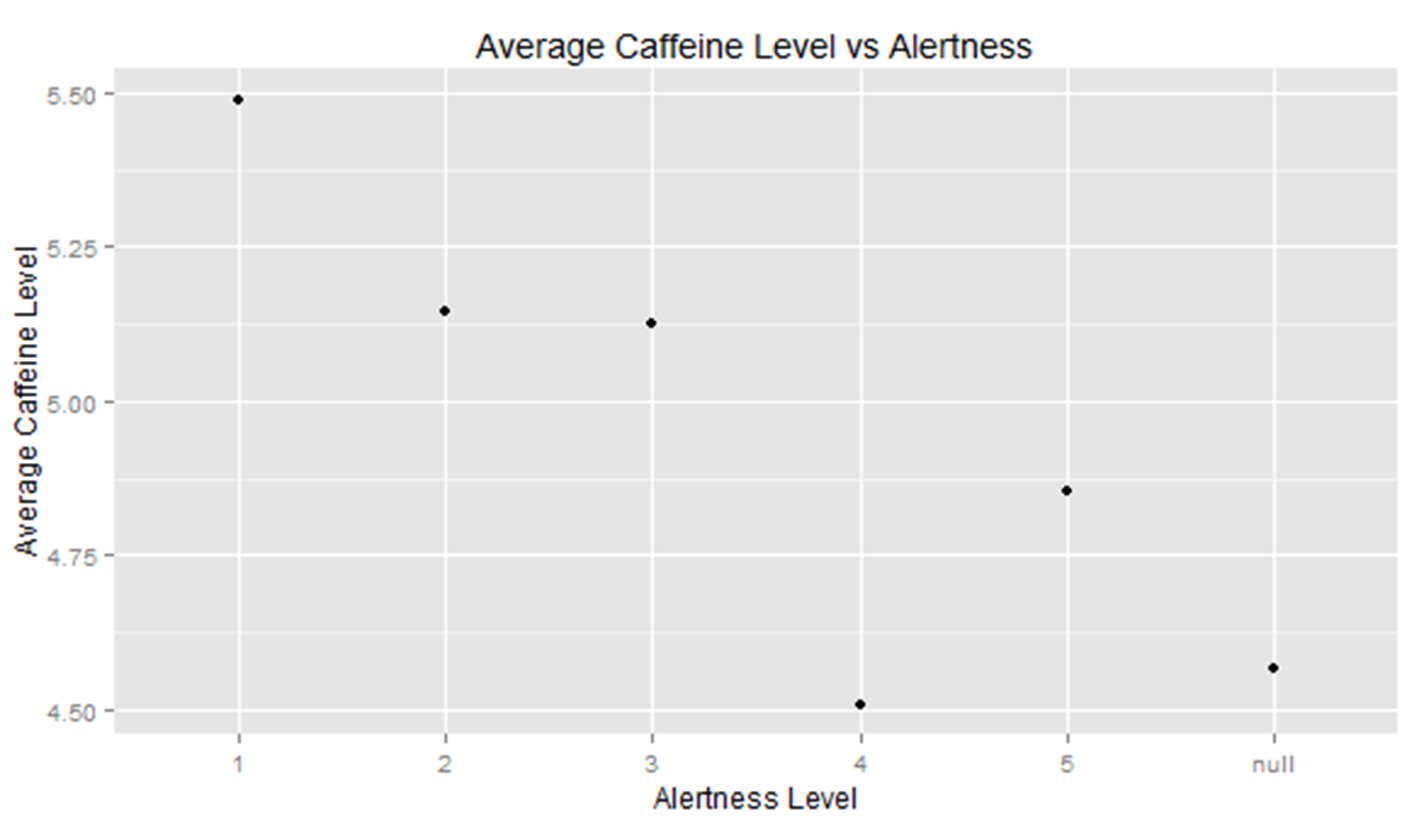 Average Caffeine Level vs Alertness
5.50
5.25
5.00
4.75
4.50
Average Caffeine Level
1 2 3 4 5 null
Alertness Level